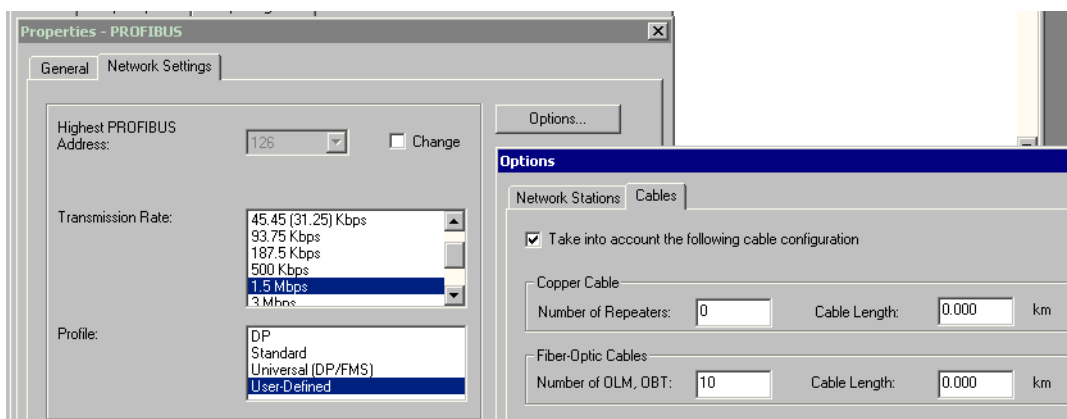 Properties - PROFIBUS
General
Network Settings
Highest PROFIBUS
Address:
126
Change
Options...
Transmission Rate:
45.45 (31.25) Kbps
93.75 Kbps
187.5 Kbps
500 Kbps
1.5 Mbps
3 Mbps
Profile:
DP
Standard
Universal (DP/FMS)
User-Defined
Options
Network Stations
Cables
Take into account the following cable configuration
Copper Cable
Number of Repeaters: 0 Cable Length: 0.000 km
Fiber-Optic Cables
Number of OLM, OBT: 10 Cable Length: 0.000 km